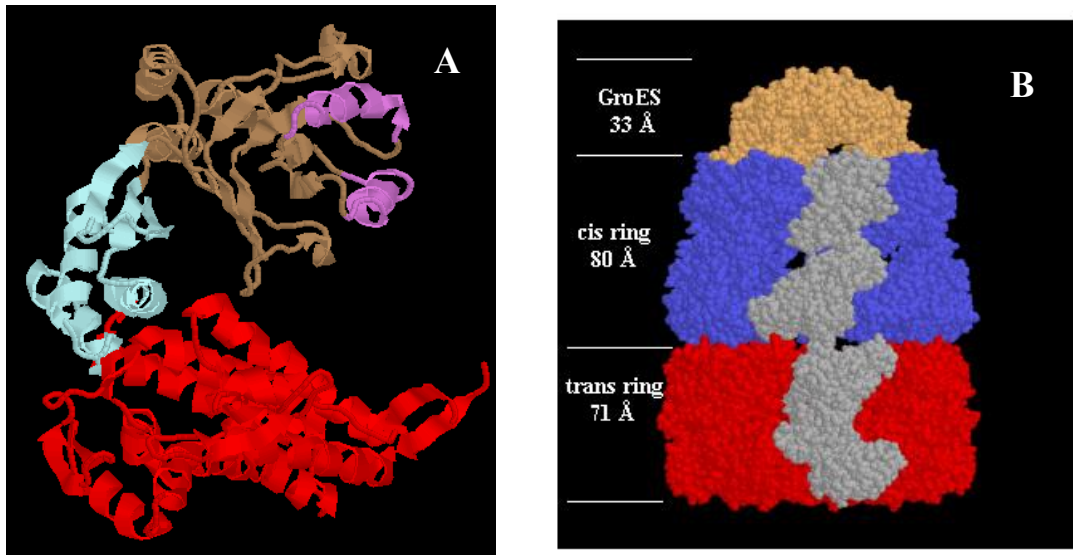 A
B
GroES
33 Å
cis ring
80 Å
trans ring
71 Å